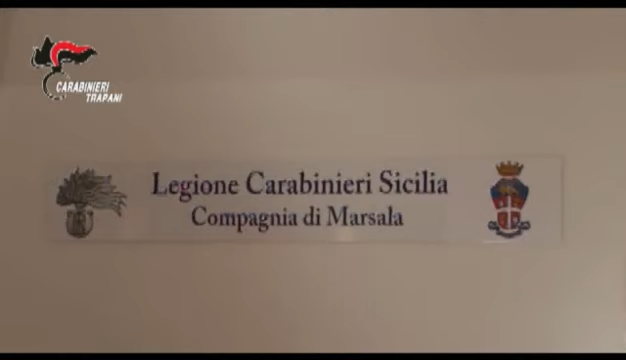 CARABINIERI
TRAPANI
Legione Carabinieri Sicilia
Compagnia di Marsala